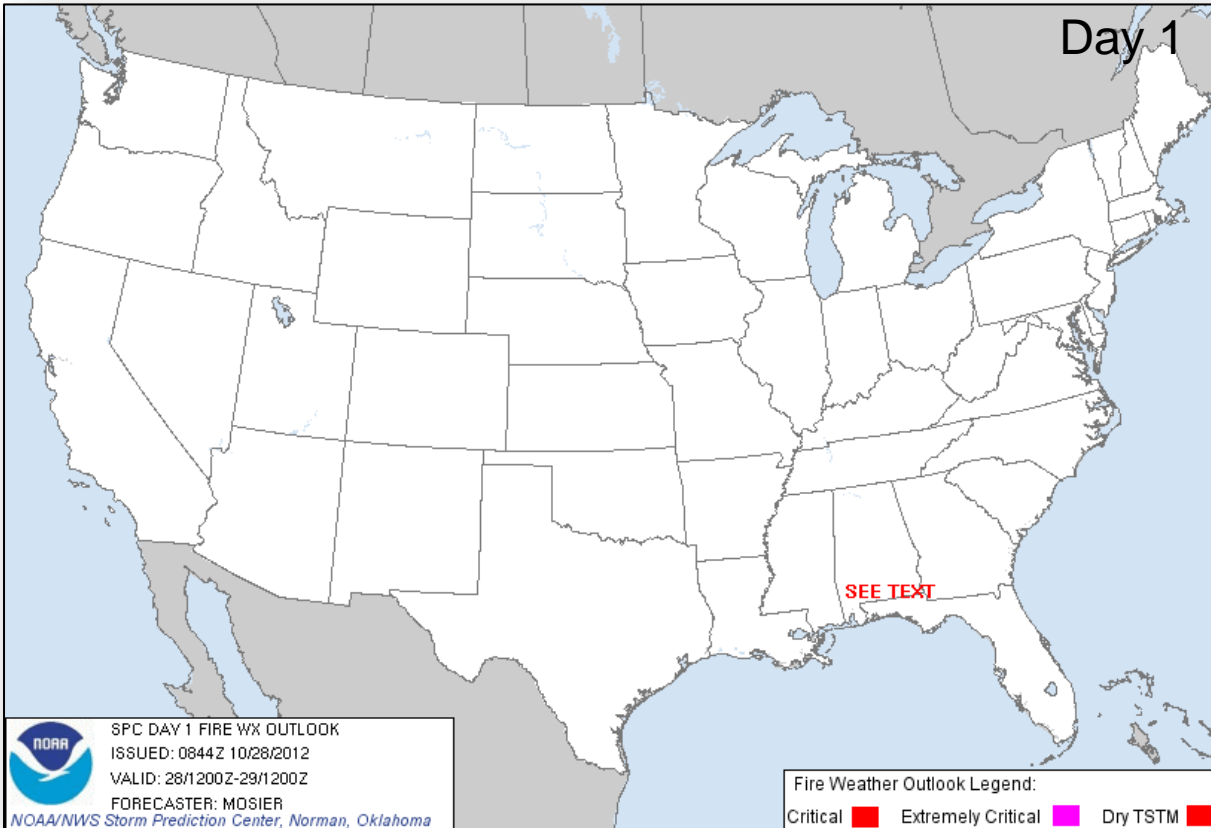 Day 1
SEE TEXT
NOAA
SPC DAY 1 FIRE WX OUTLOOK
ISSUED: 0844Z 10/28/2012
VALID: 28/1200Z-29/1200Z
FORECASTER: MOSIER
NOAA/NWS Storm Prediction Center, Norman, Oklahoma
Fire Weather Outlook Legend:
Critical Extremely Critical Dry TSTM